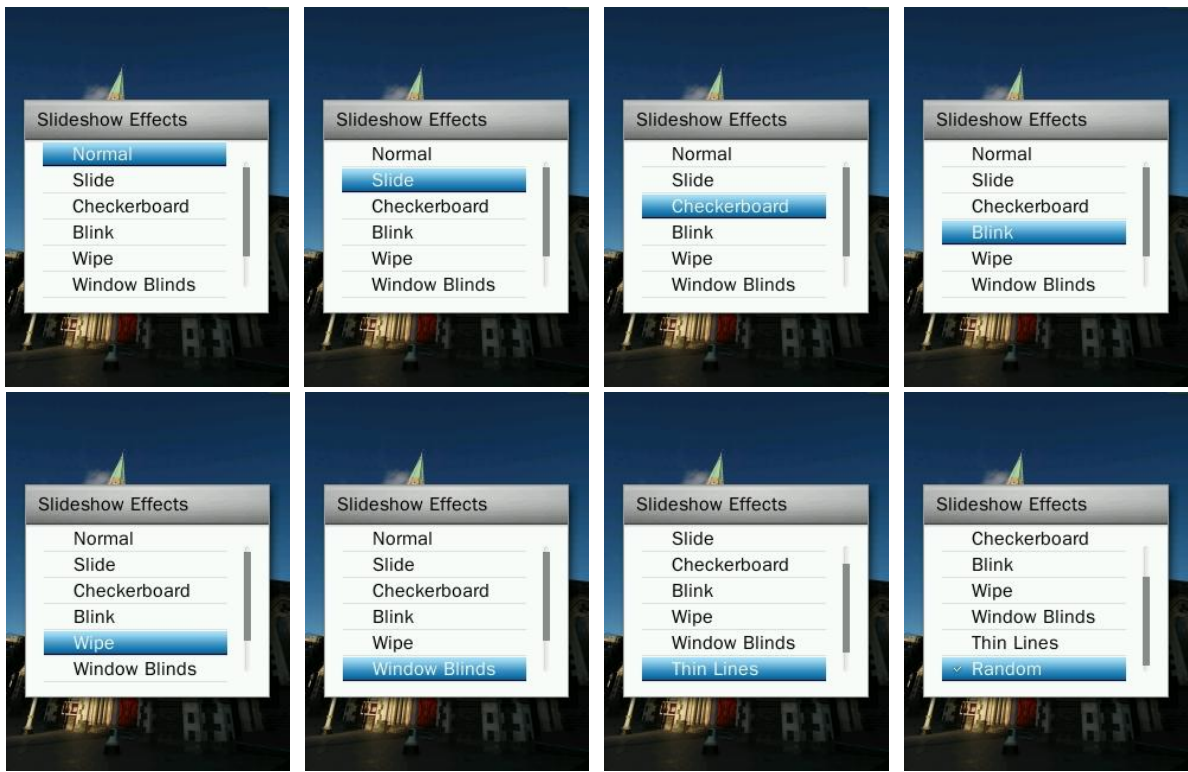 Slideshow Effects
Normal
Slide
Checkerboard
Blink
Wipe
Window Blinds
Slideshow Effects
Normal
Slide
Checkerboard
Blink
Wipe
Window Blinds
Slideshow Effects
Normal
Slide
Checkerboard
Blink
Wipe
Window Blinds
Slideshow Effects
Normal
Slide
Checkerboard
Blink
Wipe
Window Blinds
Slideshow Effects
Normal
Slide
Checkerboard
Blink
Wipe
Window Blinds
Slideshow Effects
Normal
Slide
Checkerboard
Blink
Wipe
Window Blinds
Slideshow Effects
Slide
Checkerboard
Blink
Wipe
Window Blinds
Thin Lines
Slideshow Effects
Checkerboard
Blink
Wipe
Window Blinds
Thin Lines
Random